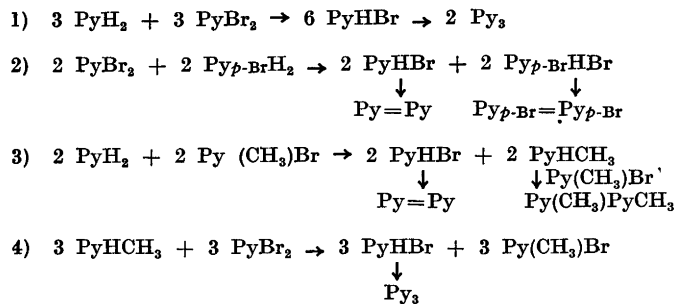 1) 3 PyH₂ + 3 PyBr₂ → 6 PyHBr → 2 Py₃
2) 2 PyBr₂ + 2 Pyp-BrH₂ → 2 PyHBr + 2 Pyp-BrHBr
↓ ↓
Py=Py Pyp-Br=Pyp-Br
3) 2 PyH₂ + 2 Py (CH₃)Br → 2 PyHBr + 2 PyHCH₃
↓ ↓Py(CH₃)Br
Py=Py Py(CH₃)PyCH₃
4) 3 PyHCH₃ + 3 PyBr₂ → 3 PyHBr + 3 Py(CH₃)Br
↓
Py₃